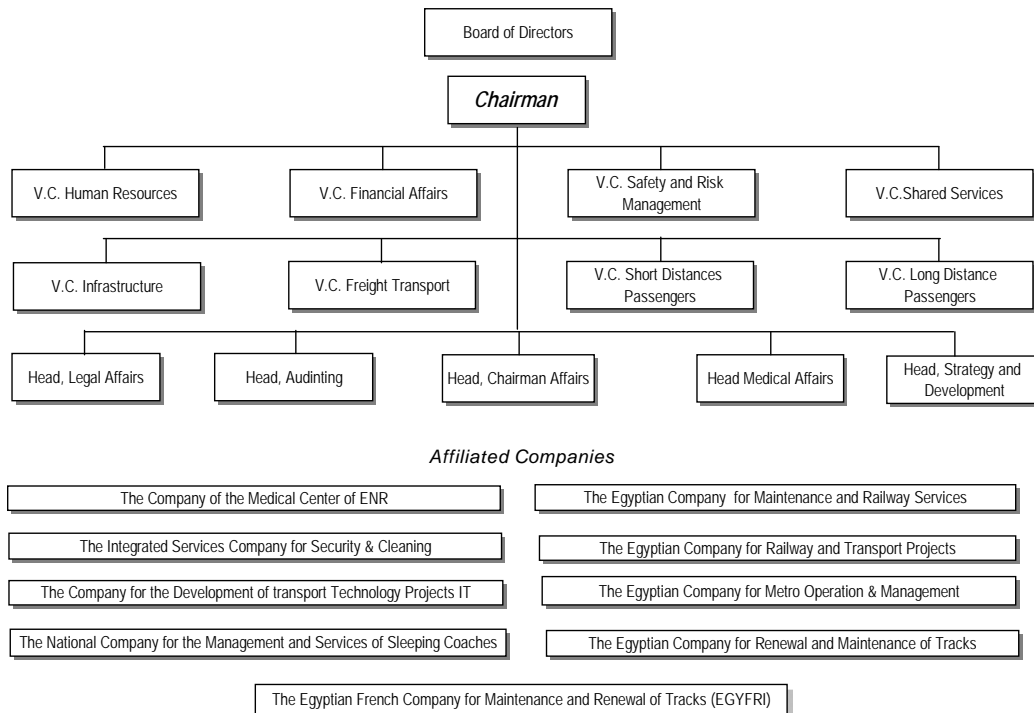 Board of Directors
Chairman
V.C. Human Resources
V.C. Financial Affairs
V.C. Safety and Risk
Management
V.C.Shared Services
V.C. Infrastructure
V.C. Freight Transport
V.C. Short Distances
Passengers
V.C. Long Distance
Passengers
Head, Legal Affairs
Head, Audinting
Head, Chairman Affairs
Head Medical Affairs
Head, Strategy and
Development
Affiliated Companies
The Company of the Medical Center of ENR
The Egyptian Company for Maintenance and Railway Services
The Integrated Services Company for Security & Cleaning
The Egyptian Company for Railway and Transport Projects
The Company for the Development of transport Technology Projects IT
The Egyptian Company for Metro Operation & Management
The National Company for the Management and Services of Sleeping Coaches
The Egyptian Company for Renewal and Maintenance of Tracks
The Egyptian French Company for Maintenance and Renewal of Tracks (EGYFRI)